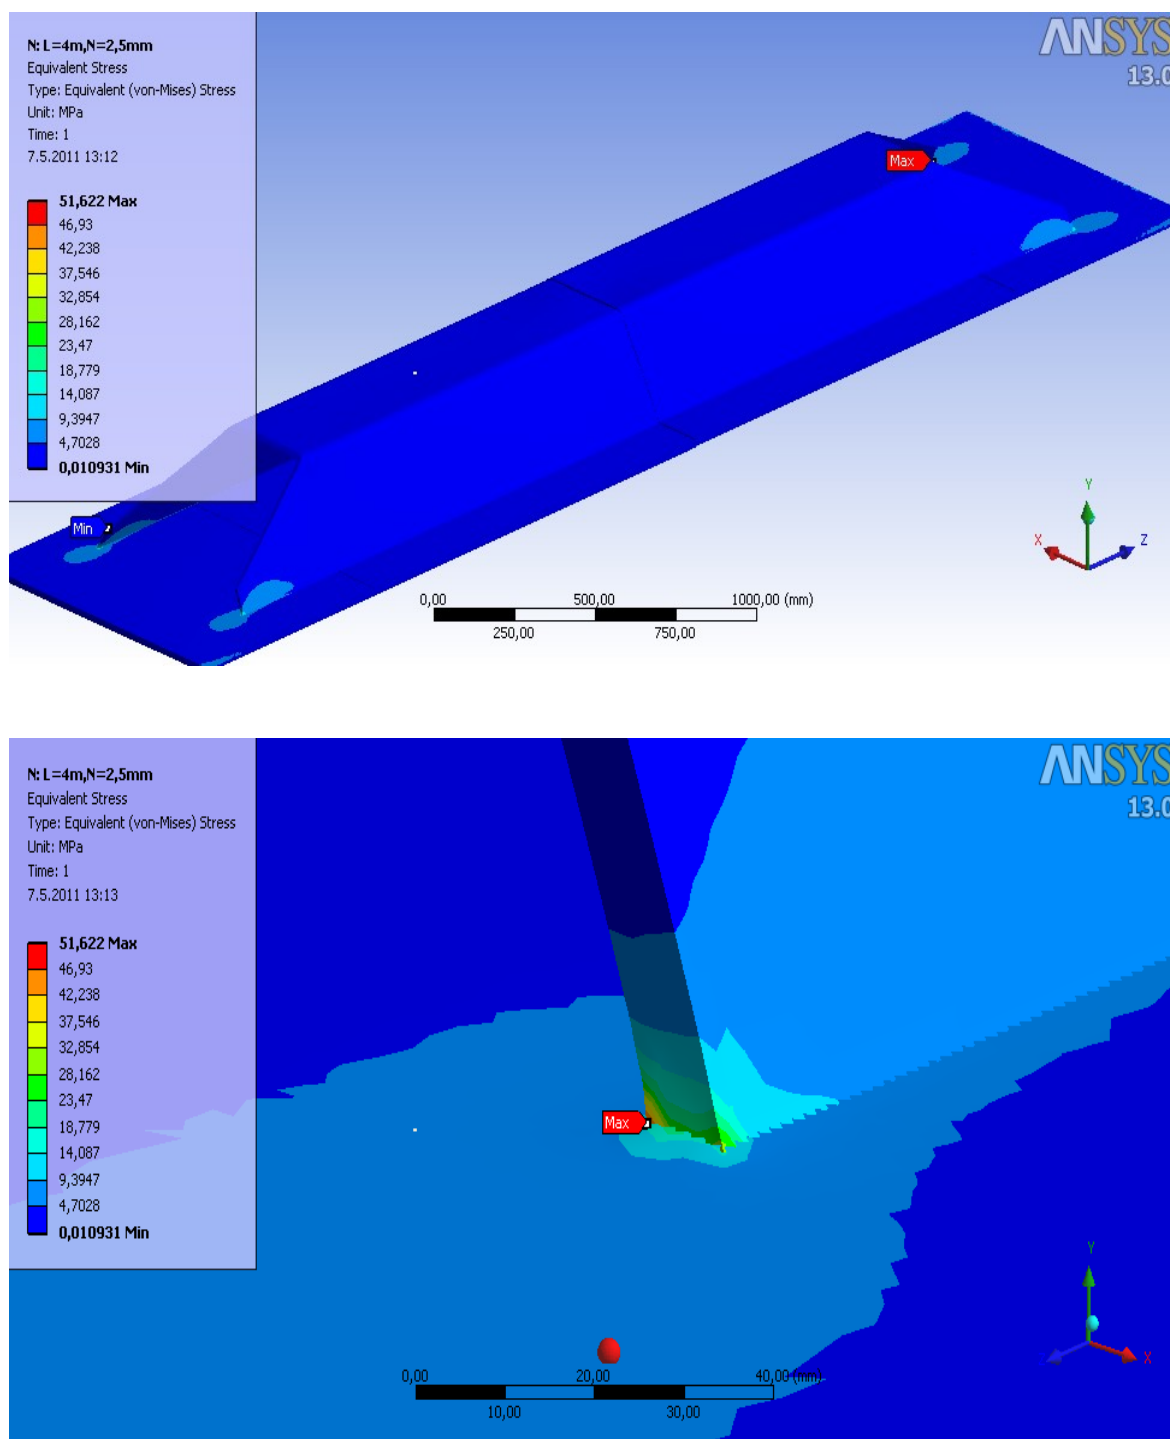 N: L=4m,N=2,5mm
Equivalent Stress
Type: Equivalent (von-Mises) Stress
Unit: MPa
Time: 1
7.5.2011 13:12
51,622 Max
46,93
42,238
37,546
32,854
28,162
23,47
18,779
14,087
9,3947
4,7028
0,010931 Min
ANSYS
13.0
Max
Min
Y
X
Z
0,00 500,00 1000,00 (mm)
250,00 750,00
N: L=4m,N=2,5mm
Equivalent Stress
Type: Equivalent (von-Mises) Stress
Unit: MPa
Time: 1
7.5.2011 13:13
51,622 Max
46,93
42,238
37,546
32,854
28,162
23,47
18,779
14,087
9,3947
4,7028
0,010931 Min
ANSYS
13.0
Max
Y
X
0,00 20,00 40,00 (mm)
10,00 30,00